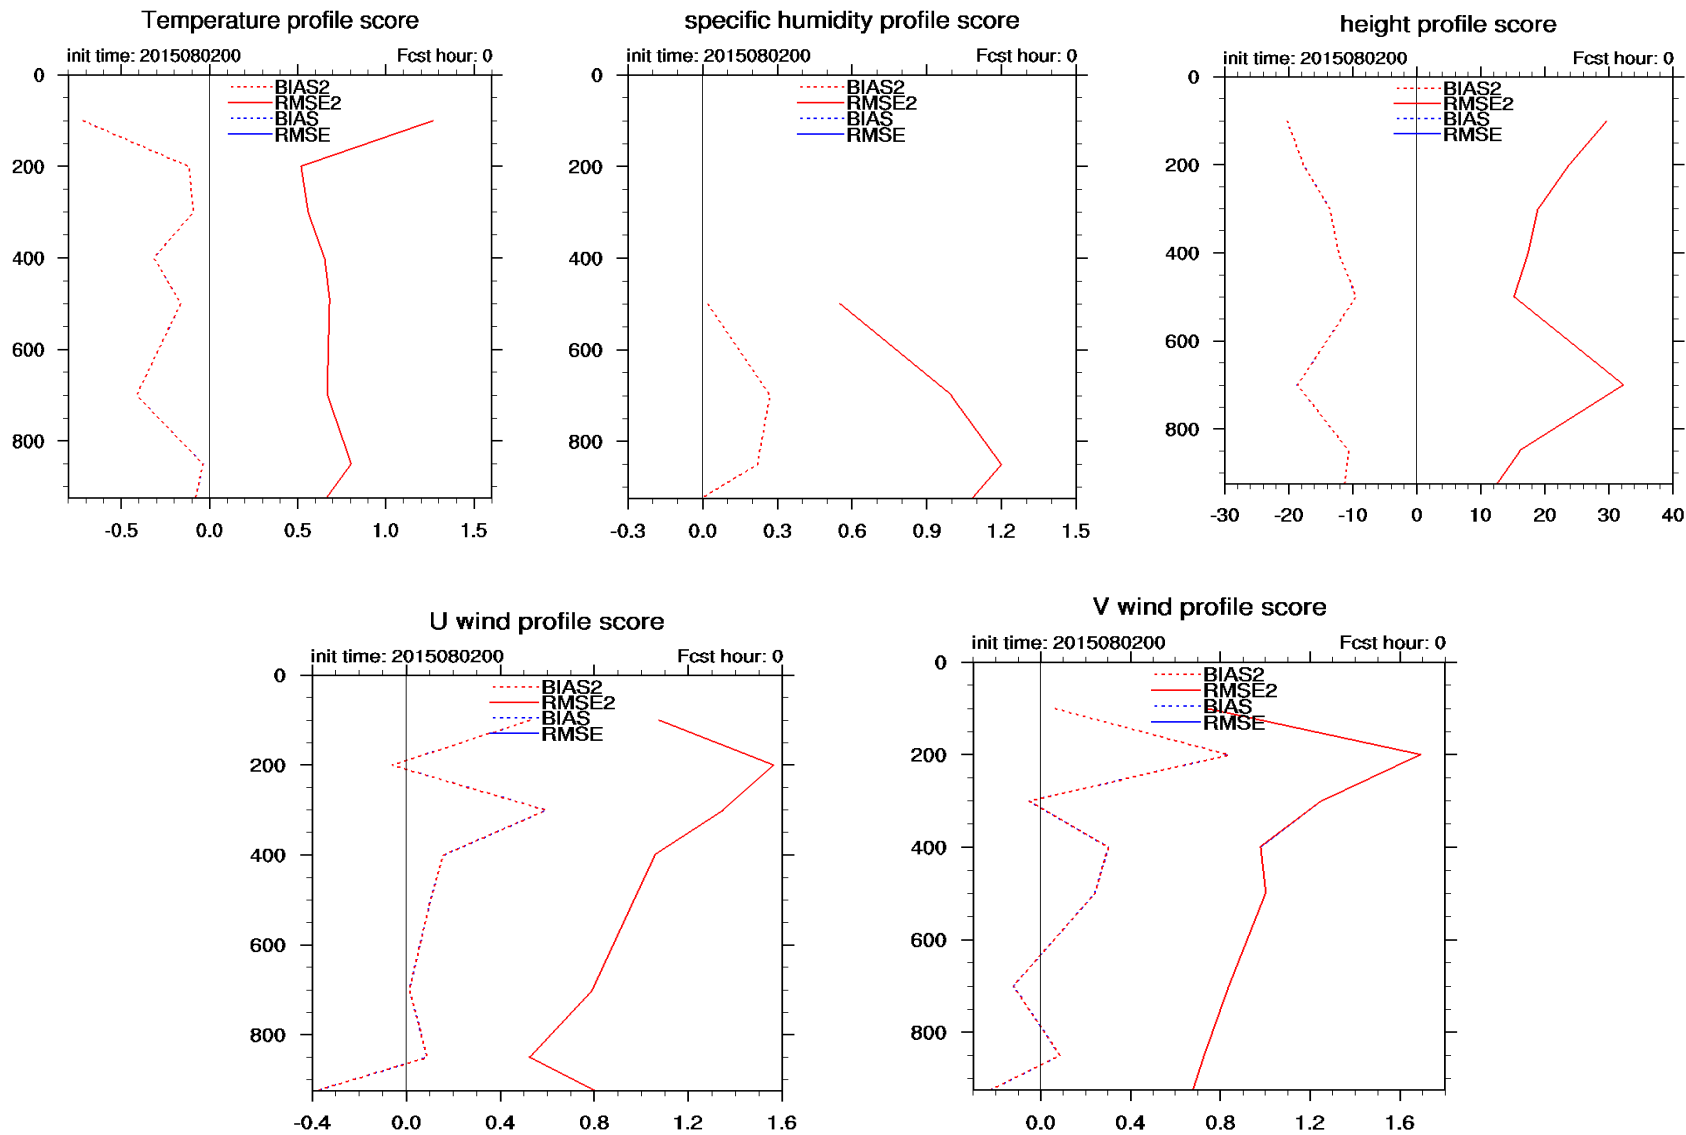 Temperature profile score
init time: 2015080200 Fcst hour: 0
BIAS2
RMSE2
BIAS
RMSE
0
200
400
600
800
-0.5 0.0 0.5 1.0 1.5
specific humidity profile score
init time: 2015080200 Fcst hour: 0
BIAS2
RMSE2
BIAS
RMSE
0
200
400
600
800
-0.3 0.0 0.3 0.6 0.9 1.2 1.5
height profile score
init time: 2015080200 Fcst hour: 0
BIAS2
RMSE2
BIAS
RMSE
0
200
400
600
800
-30 -20 -10 0 10 20 30 40
U wind profile score
init time: 2015080200 Fcst hour: 0
BIAS2
RMSE2
BIAS
RMSE
0
200
400
600
800
-0.4 0.0 0.4 0.8 1.2 1.6
V wind profile score
init time: 2015080200 Fcst hour: 0
BIAS2
RMSE2
BIAS
RMSE
0
200
400
600
800
0.0 0.4 0.8 1.2 1.6